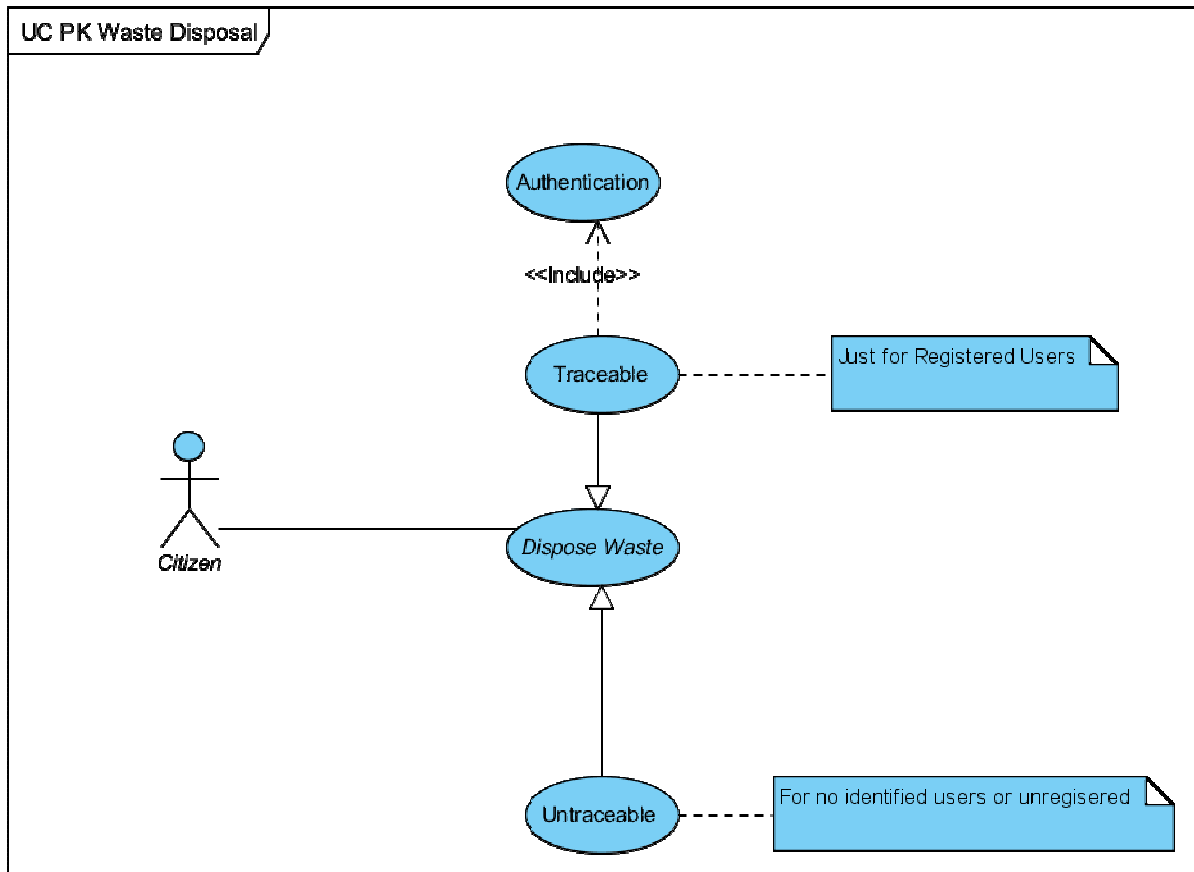 UC PK Waste Disposal
Authentication
<<Include>>
Traceable
Just for Registered Users
Citizen
Dispose Waste
Untraceable
For no identified users or unregisered